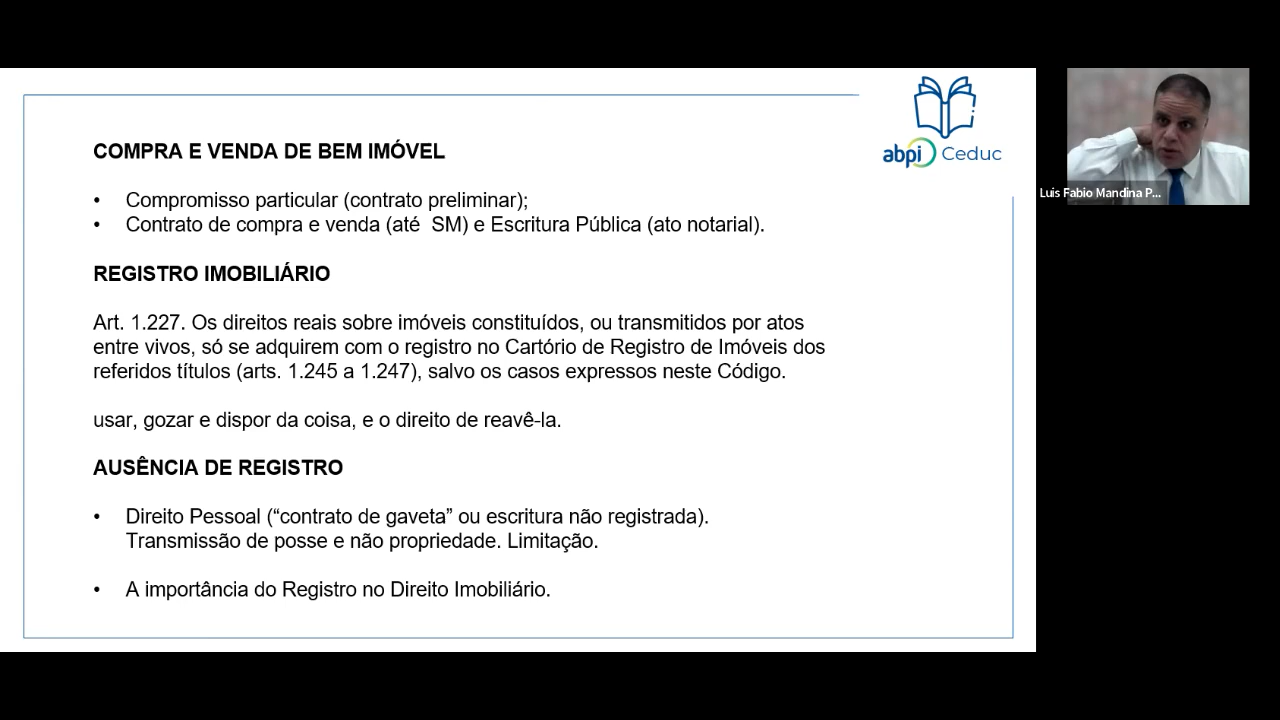 abpi Ceduc
COMPRA E VENDA DE BEM IMÓVEL
• Compromisso particular (contrato preliminar);
• Contrato de compra e venda (até  SM) e Escritura Pública (ato notarial).
REGISTRO IMOBILIÁRIO
Art. 1.227. Os direitos reais sobre imóveis constituídos, ou transmitidos por atos
entre vivos, só se adquirem com o registro no Cartório de Registro de Imóveis dos
referidos títulos (arts. 1.245 a 1.247), salvo os casos expressos neste Código.
usar, gozar e dispor da coisa, e o direito de reavê-la.
AUSÊNCIA DE REGISTRO
• Direito Pessoal (“contrato de gaveta” ou escritura não registrada).
Transmissão de posse e não propriedade. Limitação.
• A importância do Registro no Direito Imobiliário.
Luis Fabio Mandina P...